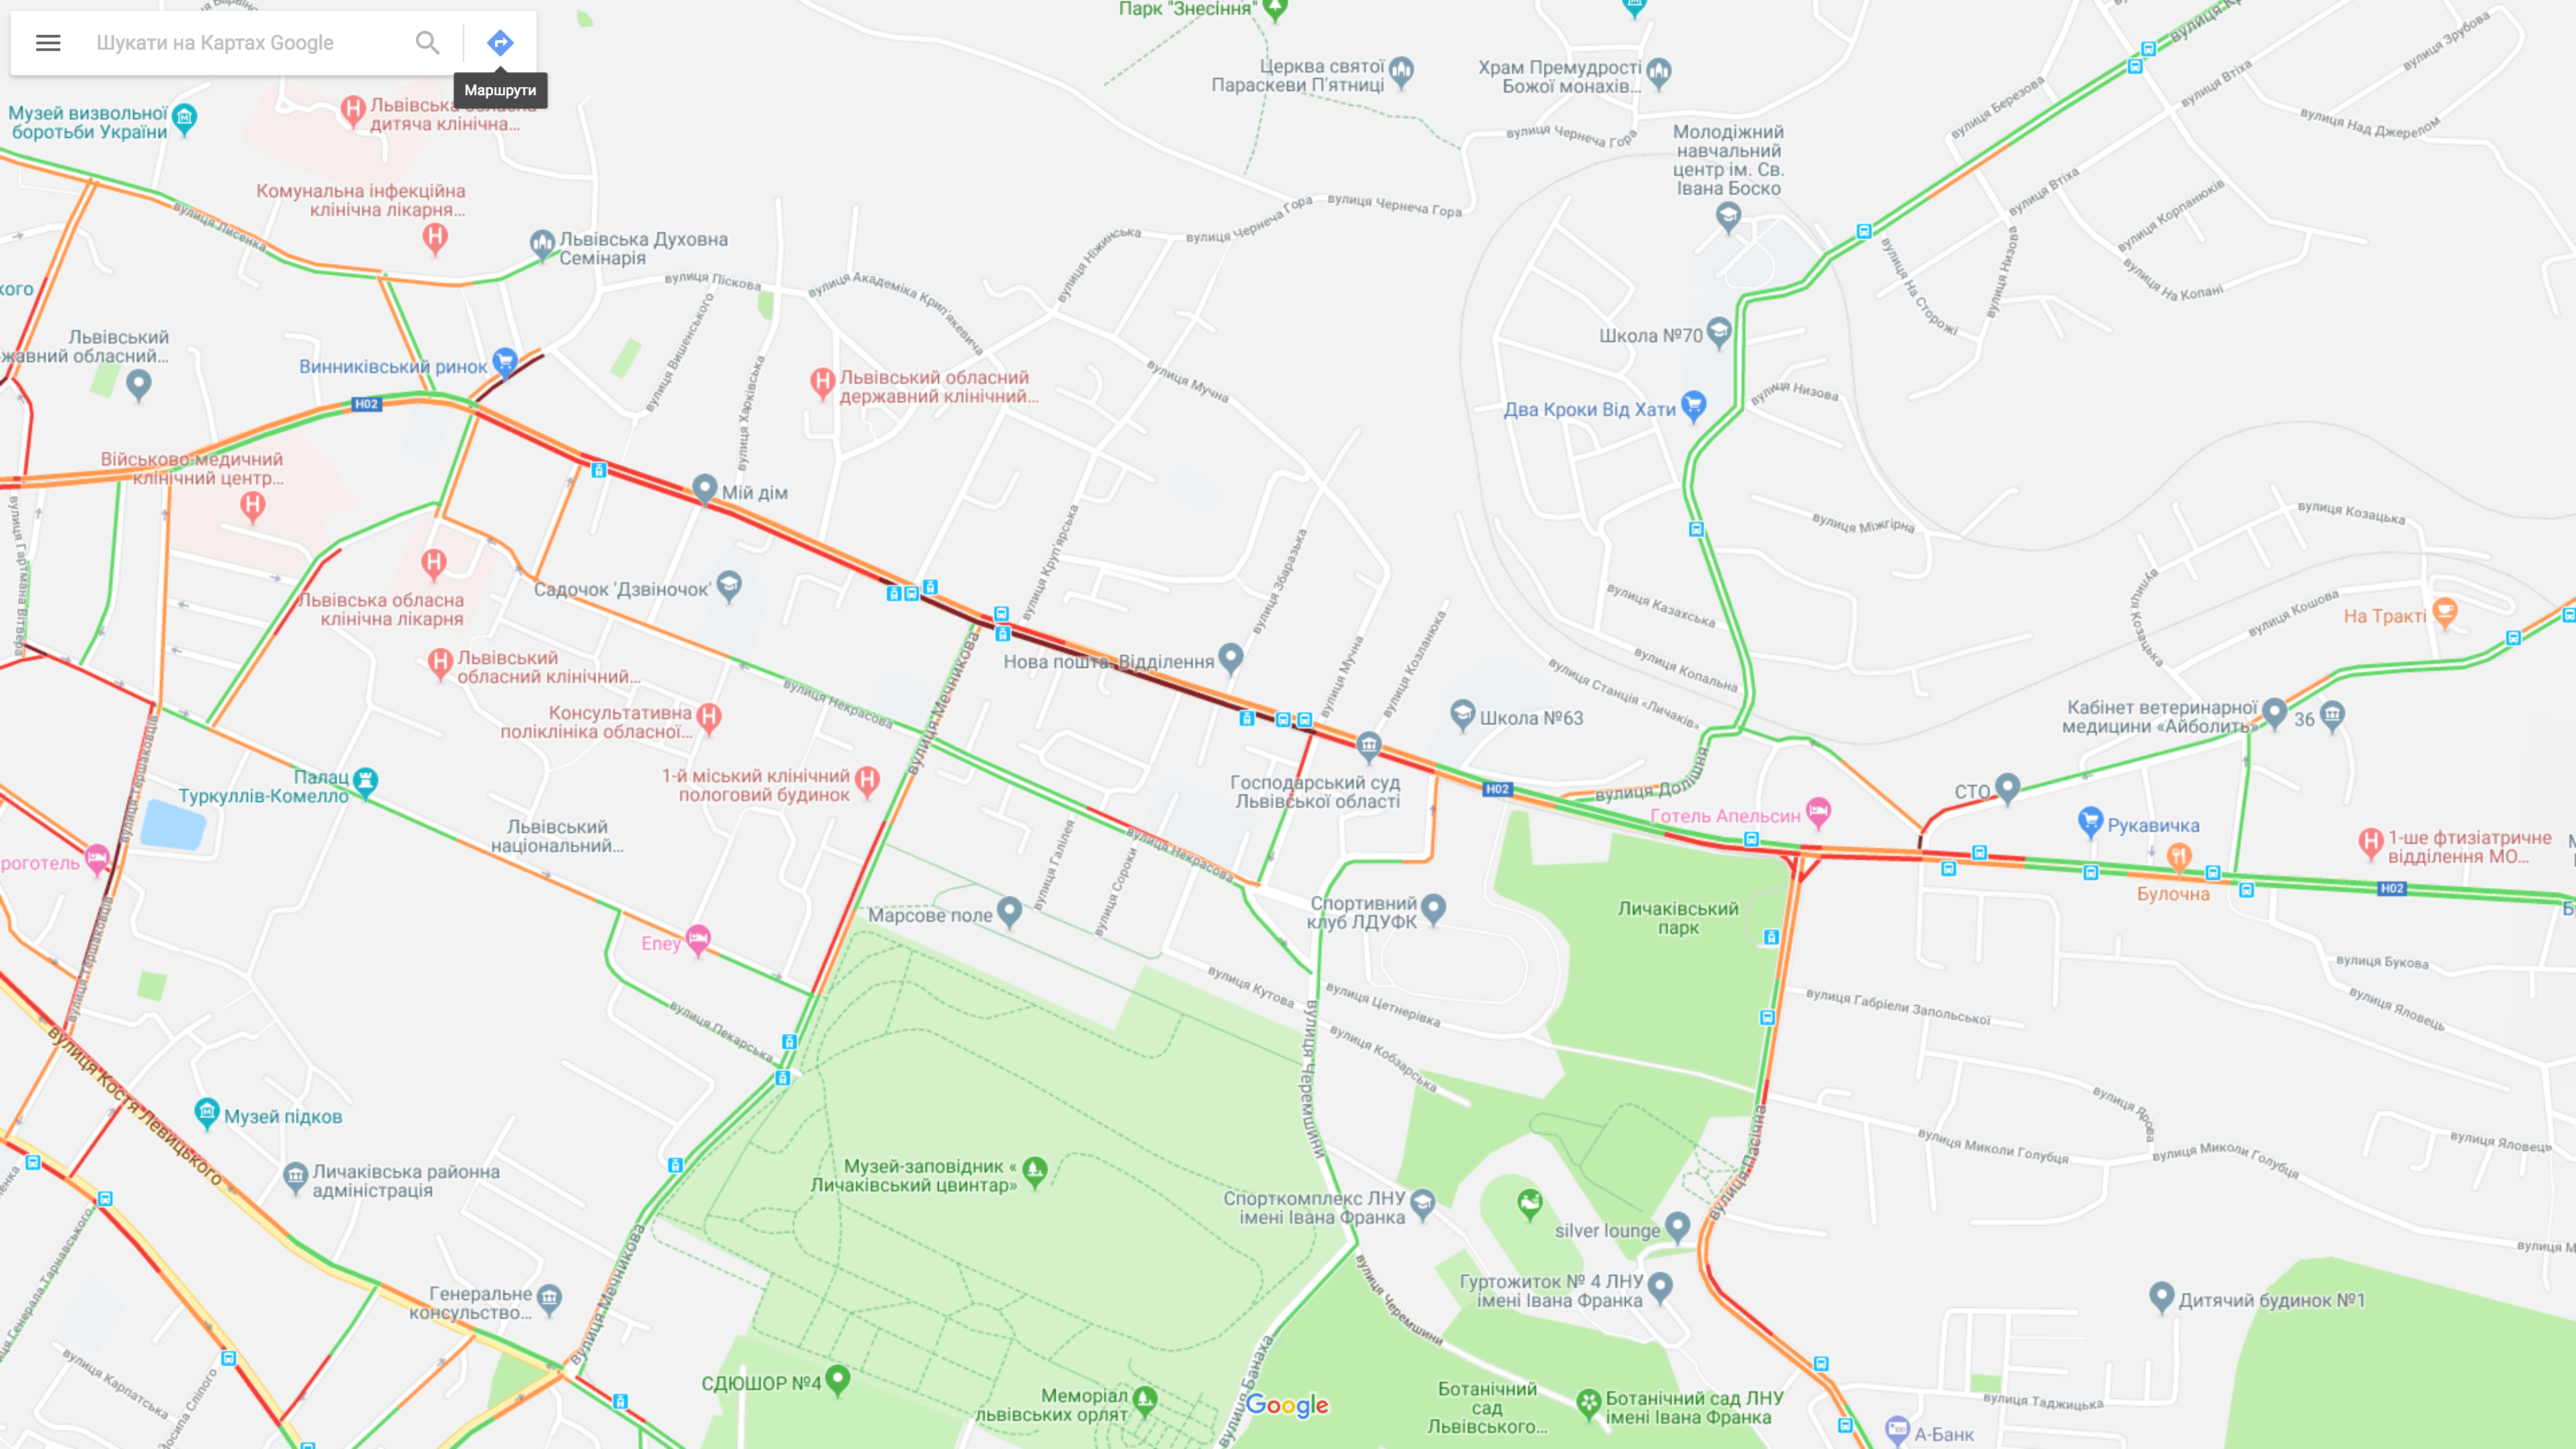 Шукати на Картах Google
Маршрути
Парк "Знесіння"
Церква святої
Параскеви П'ятниці
Храм Премудрості
Божої монахів...
вулиця Зрубова
вулиця Втіха
вулиця Березова
вулиця Над Джерелом
Музей визвольної
боротьби України
Львівська обласна
дитяча клінічна...
вулиця Чернеча Гора
Молодіжний
навчальний
центр ім. Св.
Івана Боско
вулиця Втіха
вулиця Корпанюків
Комунальна інфекційна
клінічна лікарня...
вулиця Чернеча Гора
вулиця Чернеча Гора
вулиця Лисенка
Львівська Духовна
Семінарія
вулиця Ніжинська
вулиця На Сторожі
вулиця Низова
вулиця На Копані
вулиця Піскова
вулиця Академіка Крип'якевича
кого
Львівський
жавний обласний...
Школа №70
Винниківський ринок
вулиця Вишенського
вулиця Харківська
Львівський обласний
державний клінічний...
вулиця Мучна
вулиця Низова
Два Кроки Від Хати
Н02
Військово-медичний
клінічний центр...
Мій дім
вулиця Гартмана Вітвера
вулиця Круп'ярська
вулиця Збаразька
вулиця Міжгірна
вулиця Козацька
Садочок 'Дзвіночок'
Львівська обласна
клінічна лікарня
вулиця Казахська
вулиця Козацька
вулиця Кошова
На Тракті
Львівський
обласний клінічний...
Нова пошта. Відділення
вулиця Мучна
вулиця Козланюка
вулиця Копальна
вулиця Станція «Личаків»
вулиця Некрасова
вулиця Мечникова
Консультативна
поліклініка обласної...
Школа №63
Кабінет ветеринарної
медицини «Айболить»
36
вулиця Тершаковців
Палац
Туркуллів-Комелло
1-й міський клінічний
пологовий будинок
Господарський суд
Львівської області
Н02
вулиця Долішня
СТО
Готель Апельсин
Рукавичка
Львівський
національний...
вулиця Некрасова
вулиця Галілея
вулиця Сороки
1-ше фтизіатричне
відділення МО...
роготель
Булочна
Н02
Марсове поле
Спортивний
клуб ЛДУФК
Личаківський
парк
Eney
вулиця Тершаковців
вулиця Кутова
вулиця Цетнерівка
вулиця Габріели Запольської
вулиця Букова
вулиця Яловець
вулиця Пекарська
вулиця Кобзарська
вулиця Черемшини
вулиця Костя Левицького
Музей підков
вулиця Пасічна
вулиця Ярова
вулиця Миколи Голубця
вулиця Миколи Голубця
вулиця Яловець
Личаківська районна
адміністрація
Музей-заповідник «
Личаківський цвинтар»
Спорткомплекс ЛНУ
імені Івана Франка
silver lounge
вулиця Генерала Тарнавського
вулиця Мечникова
Генеральне
консульство...
Гуртожиток № 4 ЛНУ
імені Івана Франка
вулиця Черемшини
Дитячий будинок №1
вулиця Карпатська
СДЮШОР №4
Меморіал
львівських орлят
вулиця Банаха
Google
Ботанічний
сад
Львівського...
Ботанічний сад ЛНУ
імені Івана Франка
вулиця Таджицька
А-Банк